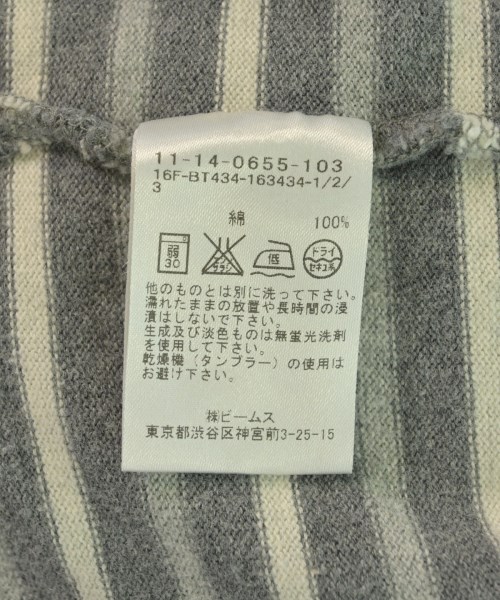 11-14-0655-103
16F-BT434-163434-1/2/
3
綿 100%
弱
30
エンソ
サラシ
低
ドライ
セキユ系
他のものとは別に洗って下さい。
濡れたままの放置や長時間の浸
漬はしないで下さい。
生成及び淡色ものは無蛍光洗剤
を使用して下さい。
乾燥機(タンブラー)の使用は
お避け下さい。
㈱ビームス
東京都渋谷区神宮前3-25-15